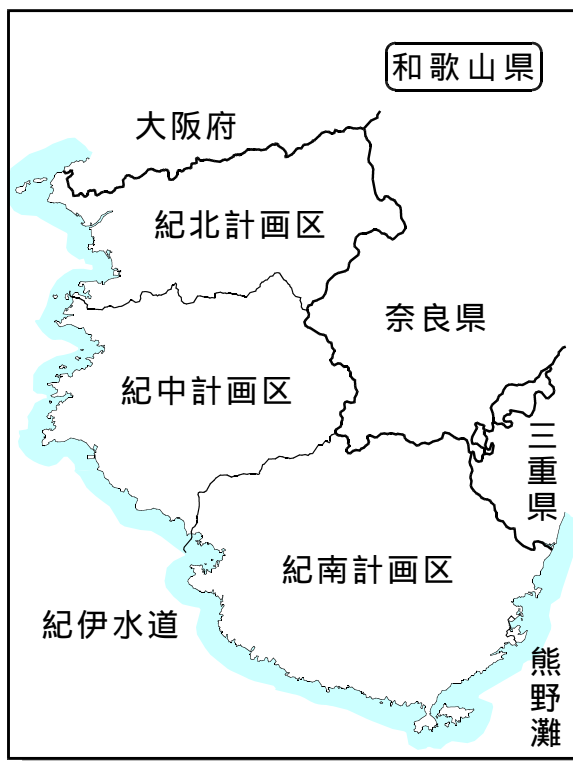 和歌山県
大阪府
紀北計画区
奈良県
紀中計画区
三重県
紀南計画区
紀伊水道
熊野灘